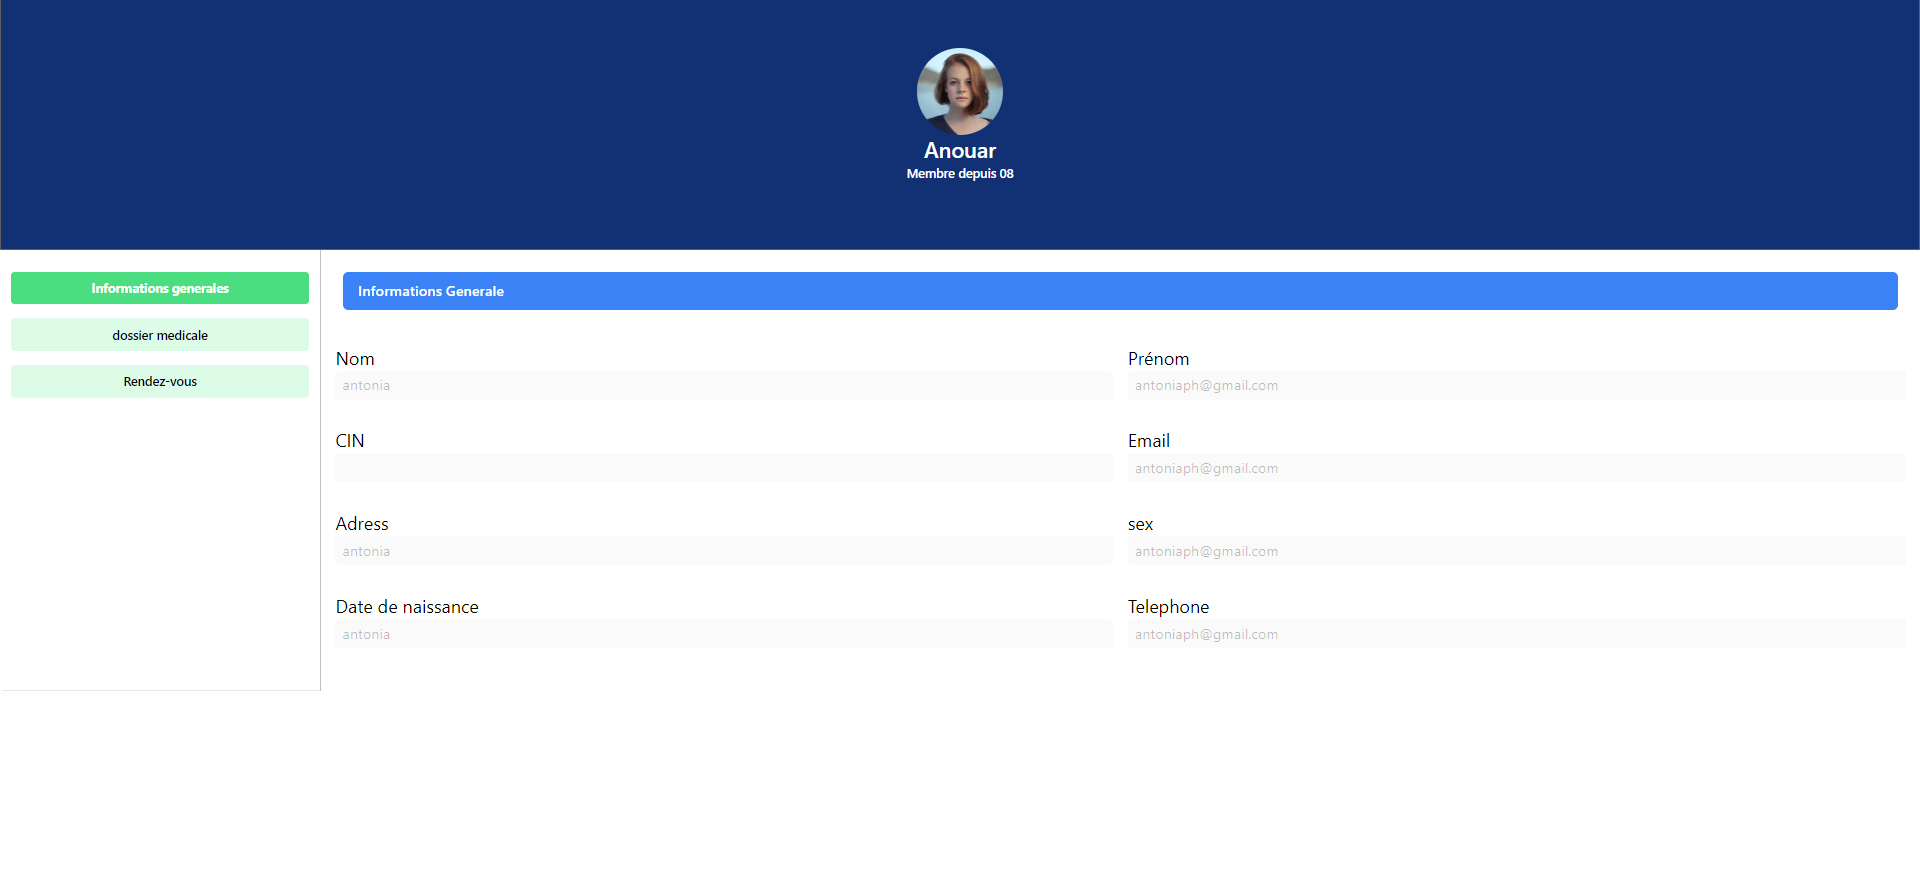 Anouar
Membre depuis 08
Informations generales
dossier medicale
Rendez-vous
Informations Generale
Nom
antonia
Prénom
antoniaph@gmail.com
CIN
Email
antoniaph@gmail.com
Adress
antonia
sex
antoniaph@gmail.com
Date de naissance
antonia
Telephone
antoniaph@gmail.com